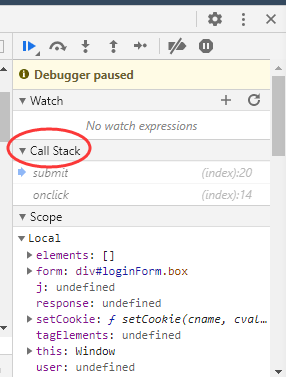 Debugger paused
Watch
No watch expressions
Call Stack
submit (index):20
onclick (index):14
Scope
Local
elements: []
form: div#loginForm.box
j: undefined
response: undefined
setCookie: ƒ setCookie(cname, cval…
tagElements: undefined
this: Window
user: undefined